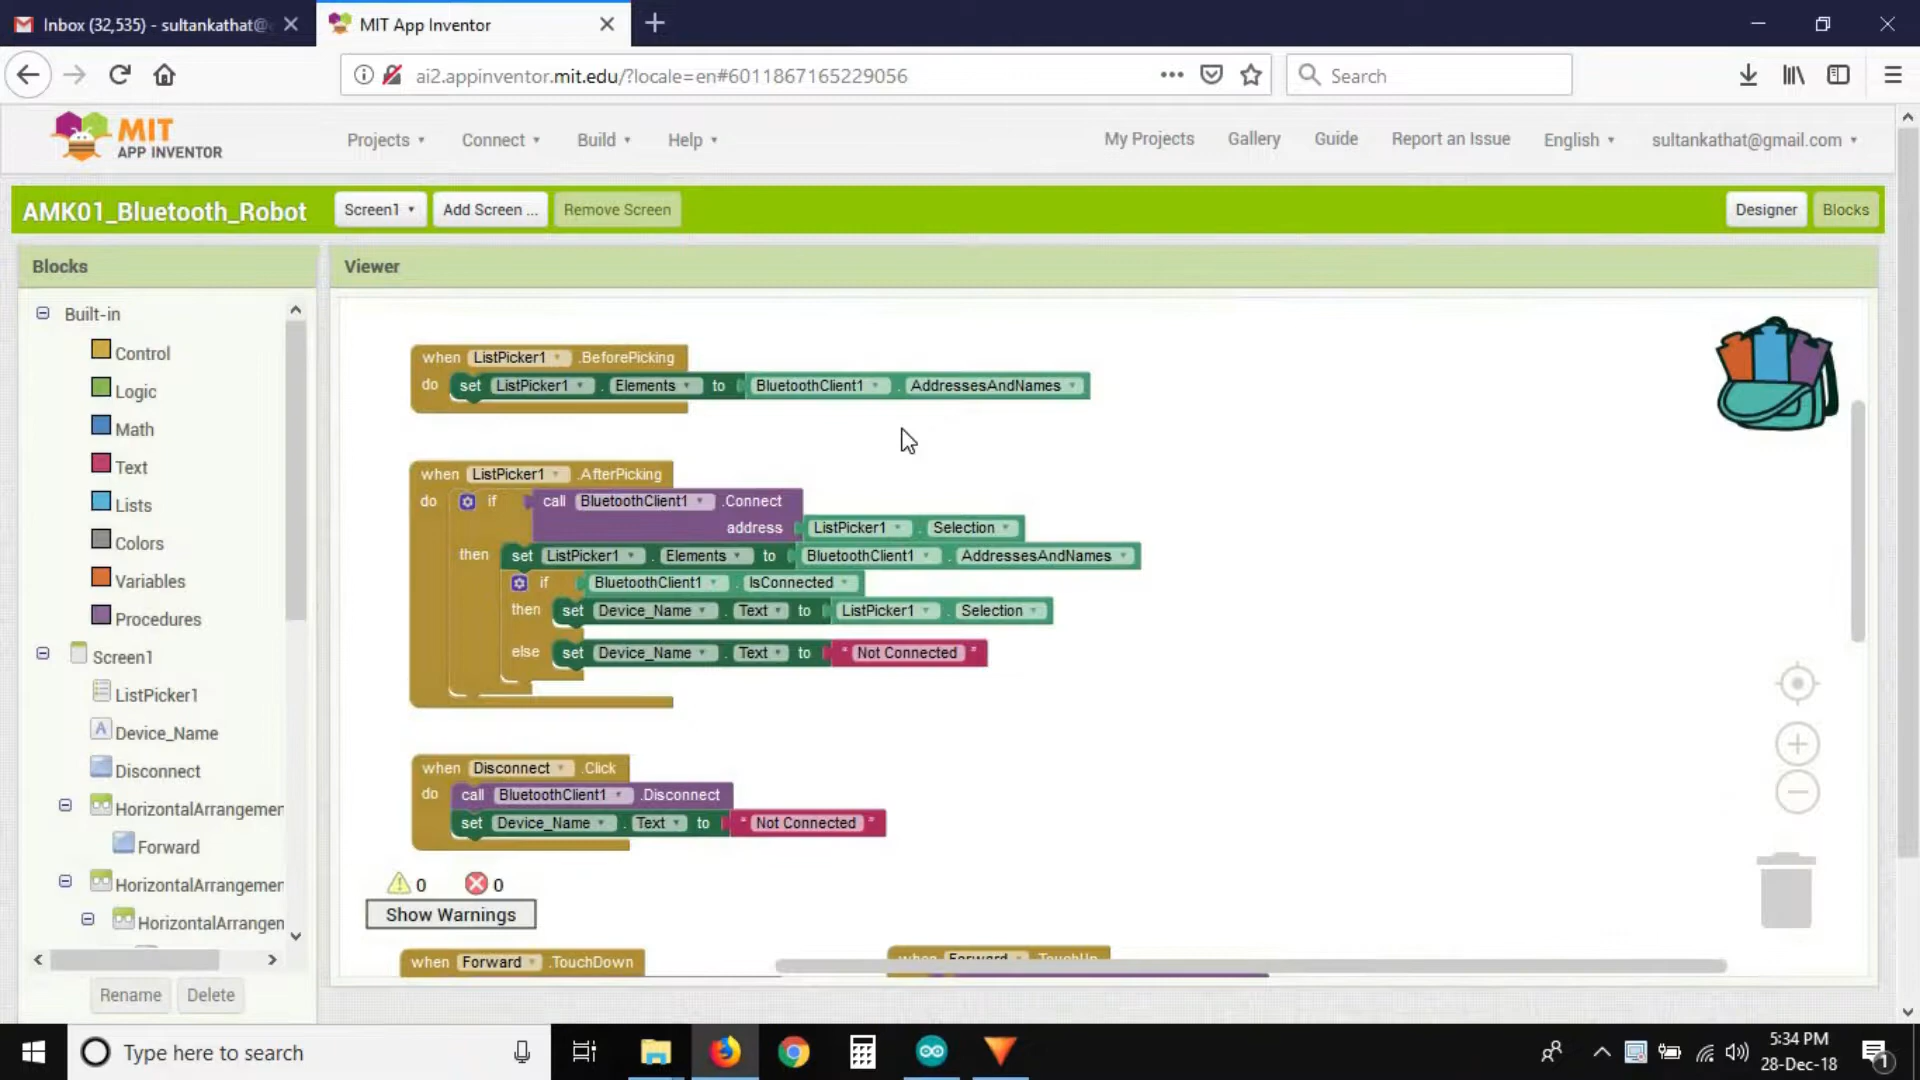 Inbox (32,535) - sultankathat@
MIT App Inventor
ai2.appinventor.mit.edu/?locale=en#6011867165229056
Search
MIT
APP INVENTOR
Projects
Connect
Build
Help
My Projects
Gallery
Guide
Report an Issue
English
sultankathat@gmail.com
AMK01_Bluetooth_Robot
Screen1
Add Screen ...
Remove Screen
Designer
Blocks
Blocks
Viewer
Built-in
Control
Logic
Math
Text
Lists
Colors
Variables
Procedures
Screen1
ListPicker1
Device_Name
Disconnect
HorizontalArrangemen
Forward
HorizontalArrangemen
HorizontalArrangen
Rename
Delete
when ListPicker1 .BeforePicking
do set ListPicker1 . Elements to BluetoothClient1 . AddressesAndNames
when ListPicker1 .AfterPicking
do if call BluetoothClient1 .Connect
address ListPicker1 . Selection
then set ListPicker1 . Elements to BluetoothClient1 . AddressesAndNames
if BluetoothClient1 . IsConnected
then set Device_Name . Text to ListPicker1 . Selection
else set Device_Name . Text to " Not Connected "
when Disconnect .Click
do call BluetoothClient1 .Disconnect
set Device_Name . Text to " Not Connected "
0 0
Show Warnings
when Forward .TouchDown
when Forward .TouchUp
Type here to search
5:34 PM
28-Dec-18
1